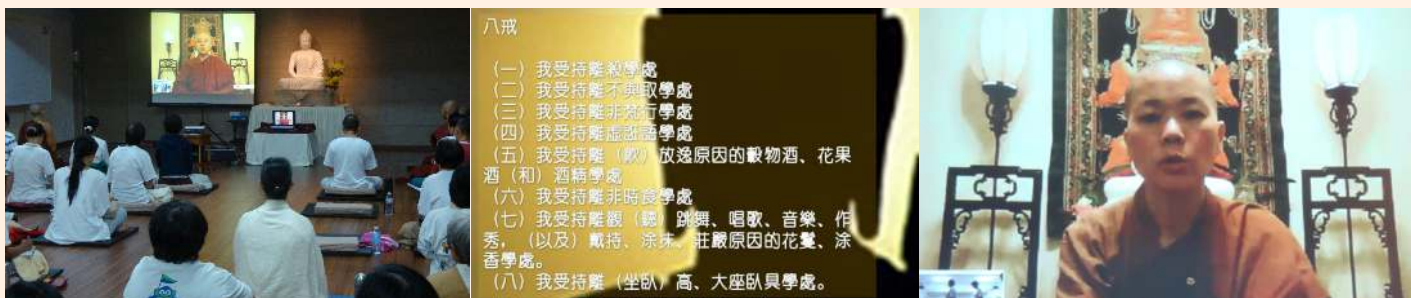 八戒
(一) 我受持離殺學處
(二) 我受持離不與取學處
(三) 我受持離非梵行學處
(四) 我受持離虛誑語學處
(五) 我受持離 (飲) 放逸原因的穀物酒、花果
酒 (和) 酒精學處
(六) 我受持離非時食學處
(七) 我受持離觀 (聽) 跳舞、唱歌、音樂、作
秀, (以及) 戴持、涂抹、莊嚴原因的花鬘、涂
香學處。
(八) 我受持離 (坐臥) 高、大座臥具學處。